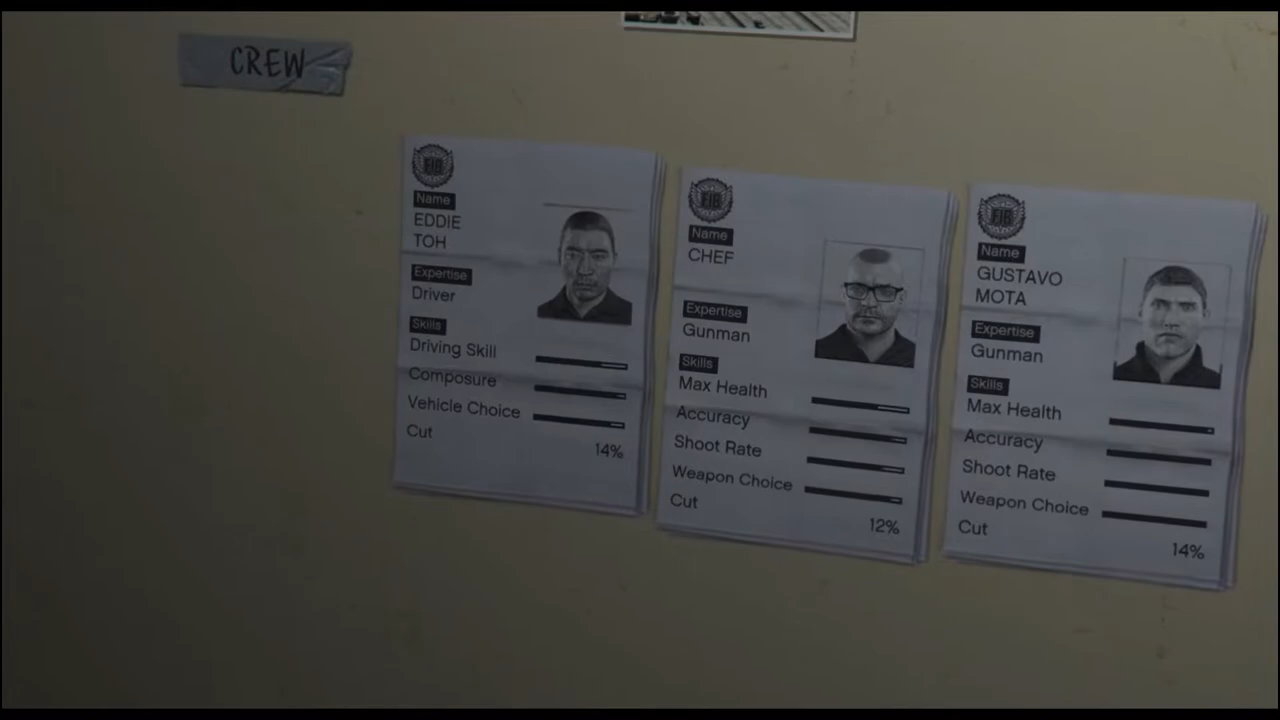 CREW
FIB
Name
EDDIE
TOH
Expertise
Driver
Skills
Driving Skill
Composure
Vehicle Choice
Cut
14%
FIB
Name
CHEF
Expertise
Gunman
Skills
Max Health
Accuracy
Shoot Rate
Weapon Choice
Cut
12%
FIB
Name
GUSTAVO
MOTA
Expertise
Gunman
Skills
Max Health
Accuracy
Shoot Rate
Weapon Choice
Cut
14%